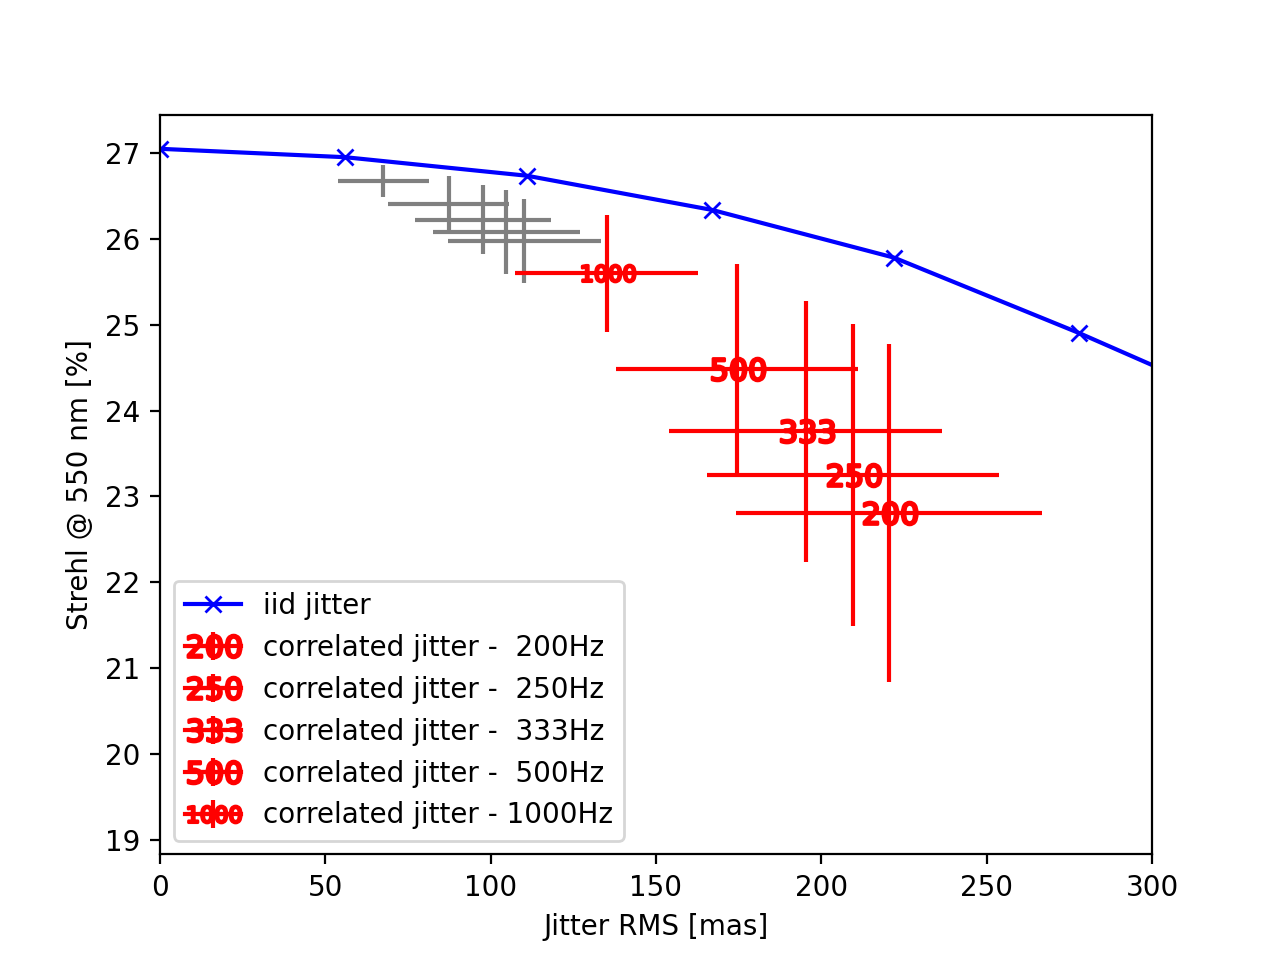 27
26
25
24
23
22
21
20
19
Strehl @ 550 nm [%]
1000
500
333
250
200
iid jitter
200 correlated jitter -  200Hz
250 correlated jitter -  250Hz
333 correlated jitter -  333Hz
500 correlated jitter -  500Hz
1000 correlated jitter - 1000Hz
0 50 100 150 200 250 300
Jitter RMS [mas]